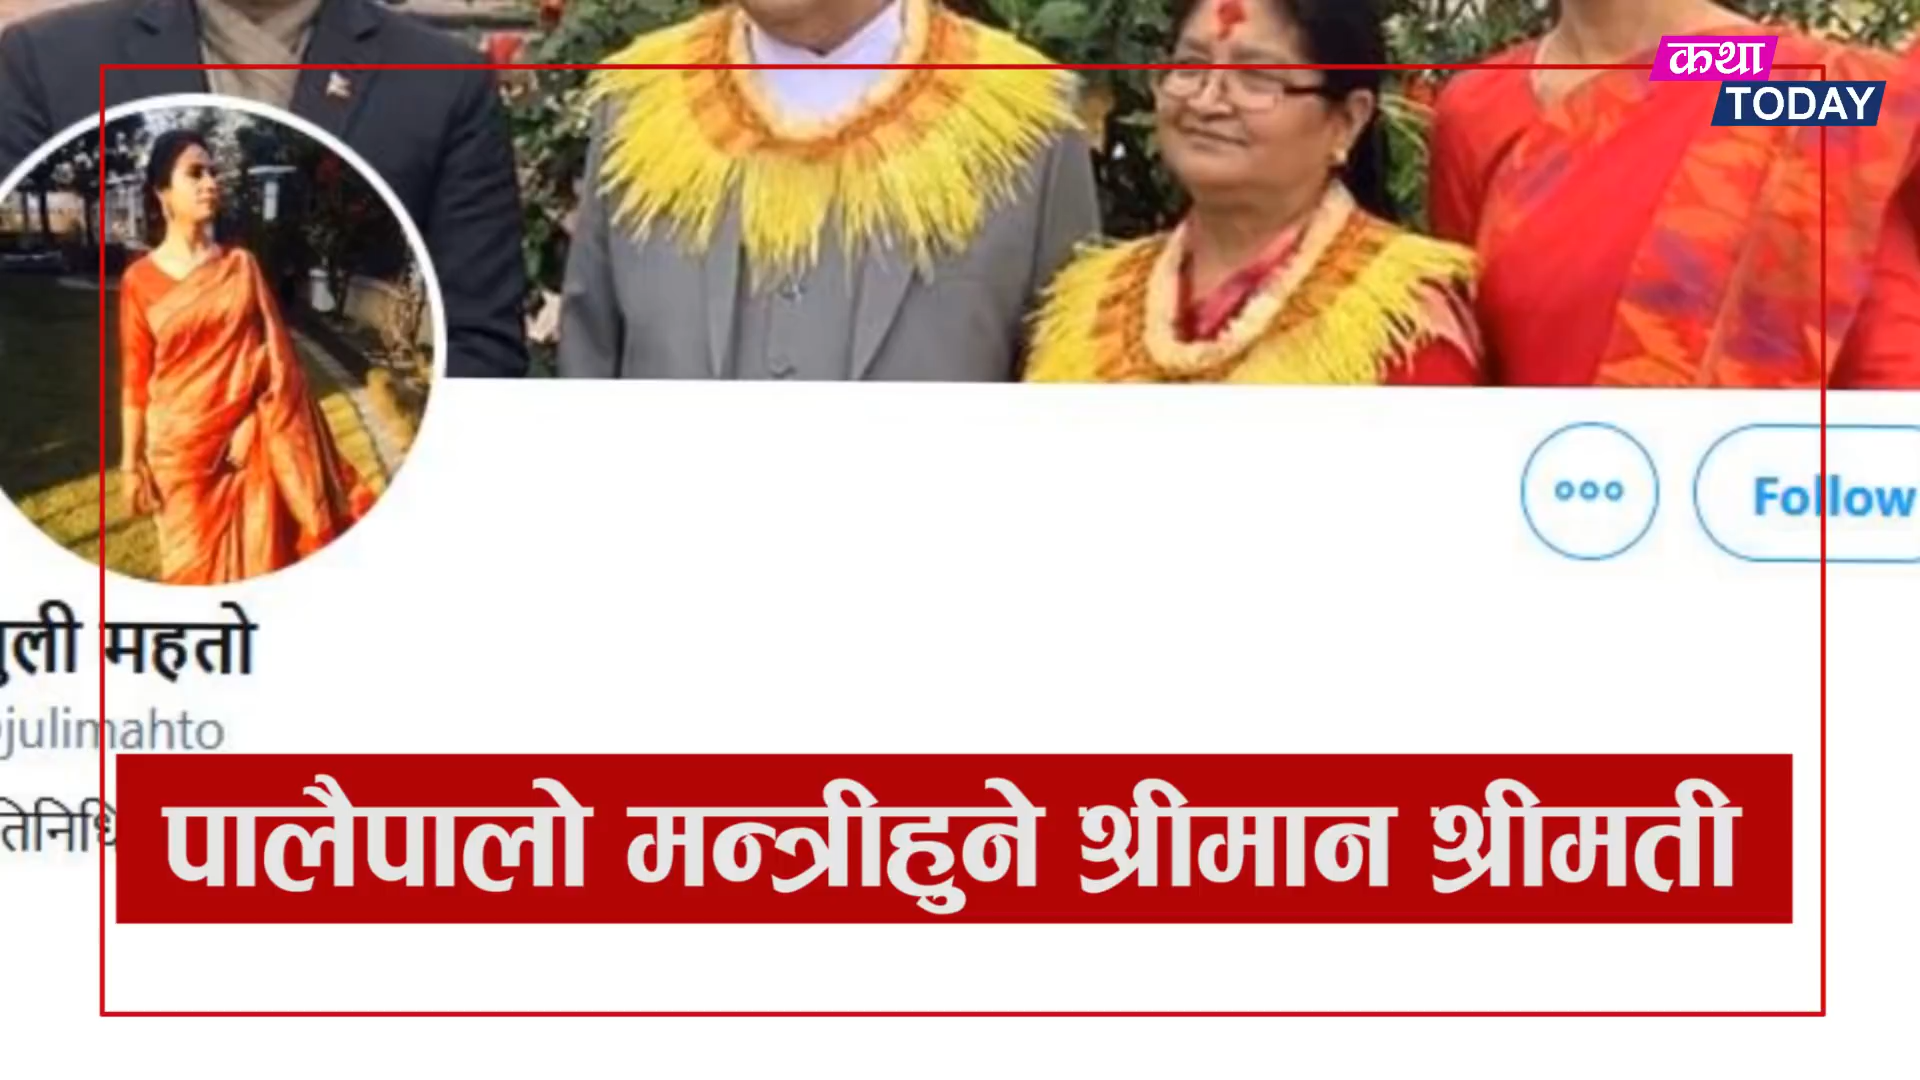 कथा
TODAY
Follow
महतो
julimahto
पालैपालो मन्त्रीहुने श्रीमान श्रीमती